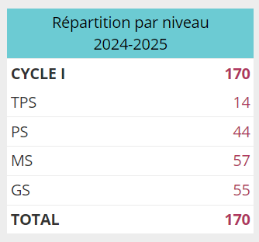 Répartition par niveau
2024-2025
CYCLE I 170
TPS 14
PS 44
MS 57
GS 55
TOTAL 170